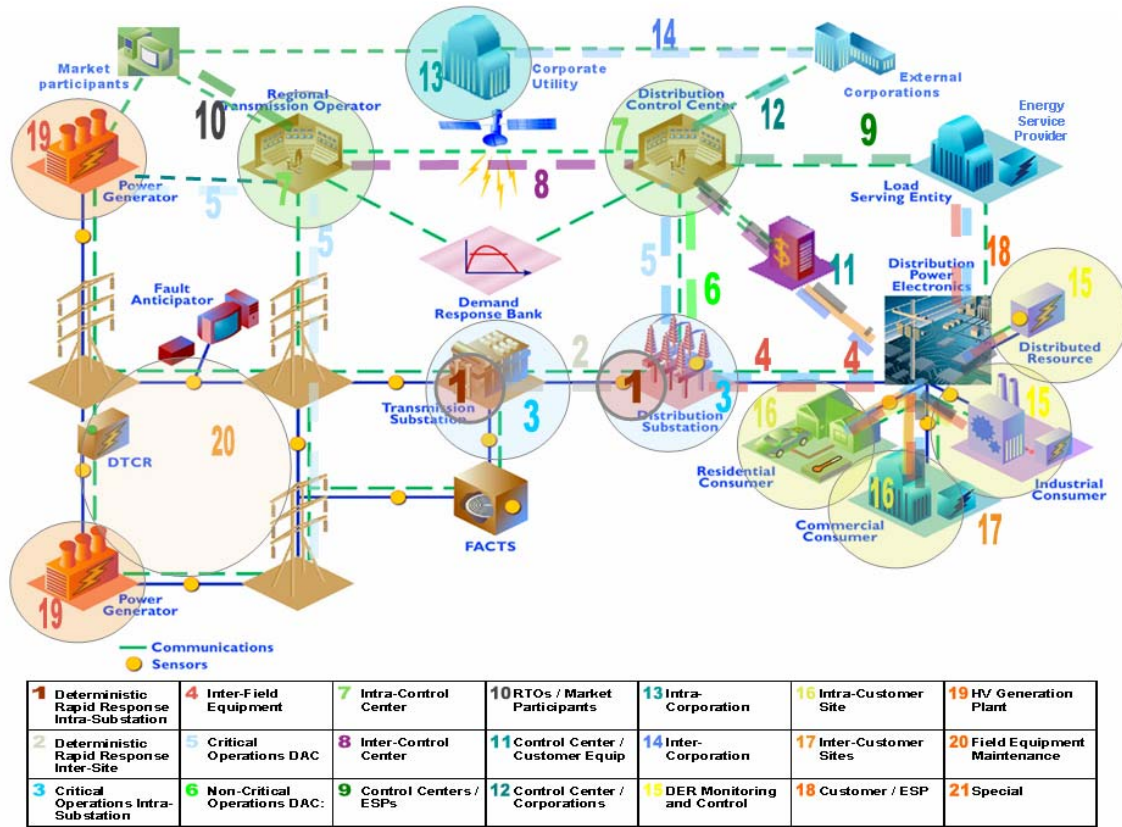 14
Market
participants
13
Corporate
Utility
External
Corporations
Regional
Transmission Operator
Distribution
Control Center
10
12
9
Energy
Service
Provider
19
7
7
8
Power
Generator
5
5
Load
Serving Entity
5
6
11
18
Fault
Anticipator
Demand
Response Bank
Distribution
Power
Electronics
15
Distributed
Resource
1
2
1
4
4
Transmission
Substation
3
Distribution
Substation
3
16
15
20
DTCR
Residential
Consumer
Industrial
Consumer
16
Commercial
Consumer
17
FACTS
19
Power
Generator
Communications
Sensors
1 Deterministic
Rapid Response
Intra-Substation
4 Inter-Field
Equipment
7 Intra-Control
Center
10 RTOs / Market
Participants
13 Intra-
Corporation
16 Intra-Customer
Site
19 HV Generation
Plant
2 Deterministic
Rapid Response
Inter-Site
5 Critical
Operations DAC
8 Inter-Control
Center
11 Control Center /
Customer Equip
14 Inter-
Corporation
17 Inter-Customer
Sites
20 Field Equipment
Maintenance
3 Critical
Operations Intra-
Substation
6 Non-Critical
Operations DAC:
9 Control Centers /
ESPs
12 Control Center /
Corporations
15 DER Monitoring
and Control
18 Customer / ESP
21 Special